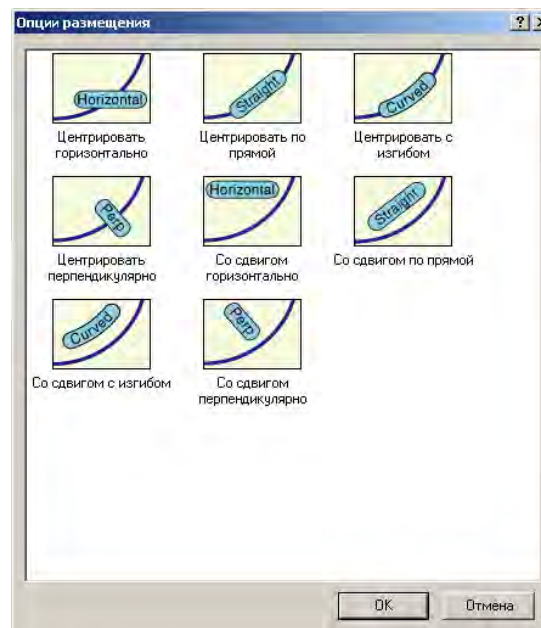 Опции размещения
Horizontal
Straight
Curved
Центрировать горизонтально
Центрировать по прямой
Центрировать с изгибом
Perp
Horizontal
Straight
Центрировать перпендикулярно
Со сдвигом горизонтально
Со сдвигом по прямой
Curved
Perp
Со сдвигом с изгибом
Со сдвигом перпендикулярно
OK
Отмена